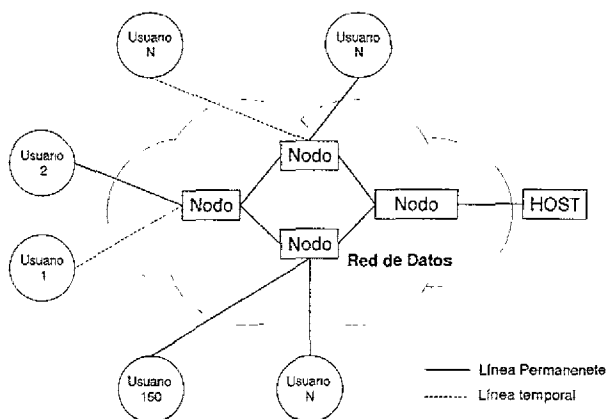 Usuario
N
Usuario
N
Usuario
2
Nodo
Nodo
Nodo
HOST
Nodo
Usuario
1
Red de Datos
Usuario
150
Usuario
N
Línea Permanenete
Línea temporal